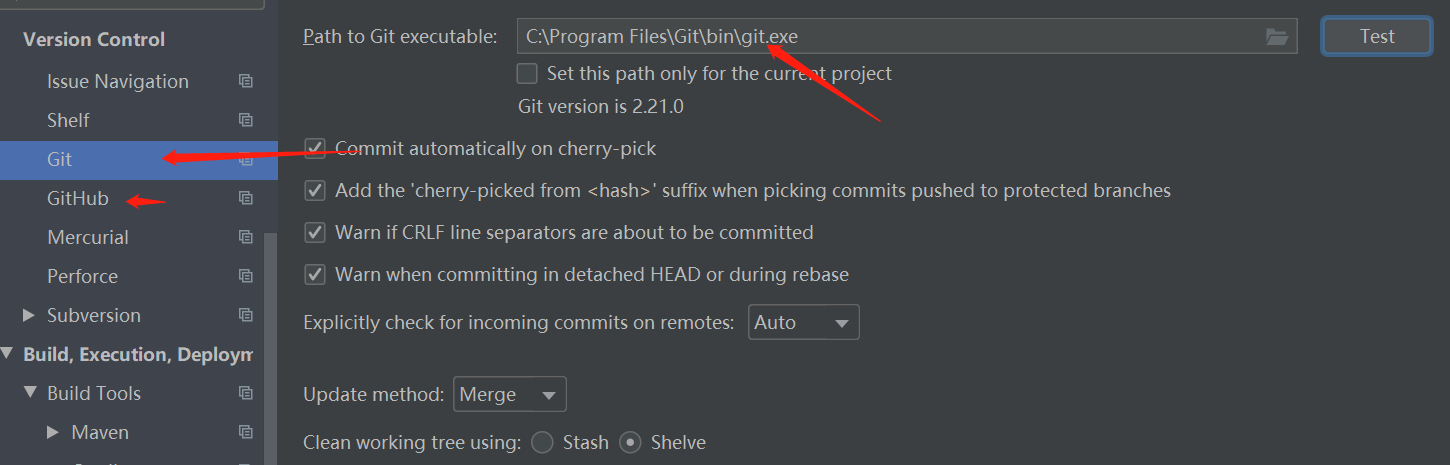 Version Control
Issue Navigation
Shelf
Git
GitHub
Mercurial
Perforce
Subversion
Build, Execution, Deploym
Build Tools
Maven
Path to Git executable: C:\Program Files\Git\bin\git.exe Test
Set this path only for the current project
Git version is 2.21.0
Commit automatically on cherry-pick
Add the 'cherry-picked from <hash>' suffix when picking commits pushed to protected branches
Warn if CRLF line separators are about to be committed
Warn when committing in detached HEAD or during rebase
Explicitly check for incoming commits on remotes: Auto
Update method: Merge
Clean working tree using: Stash Shelve